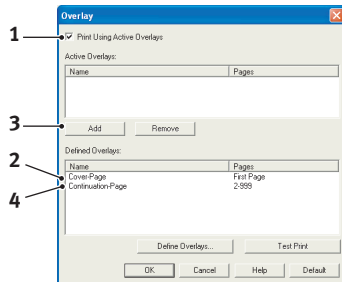 Overlay
1
Print Using Active Overlays
Active Overlays:
Name Pages
3
Add Remove
Defined Overlays:
Name Pages
2
Cover-Page First Page
4
Continuation-Page 2-999
Define Overlays... Test Print
OK Cancel Help Default